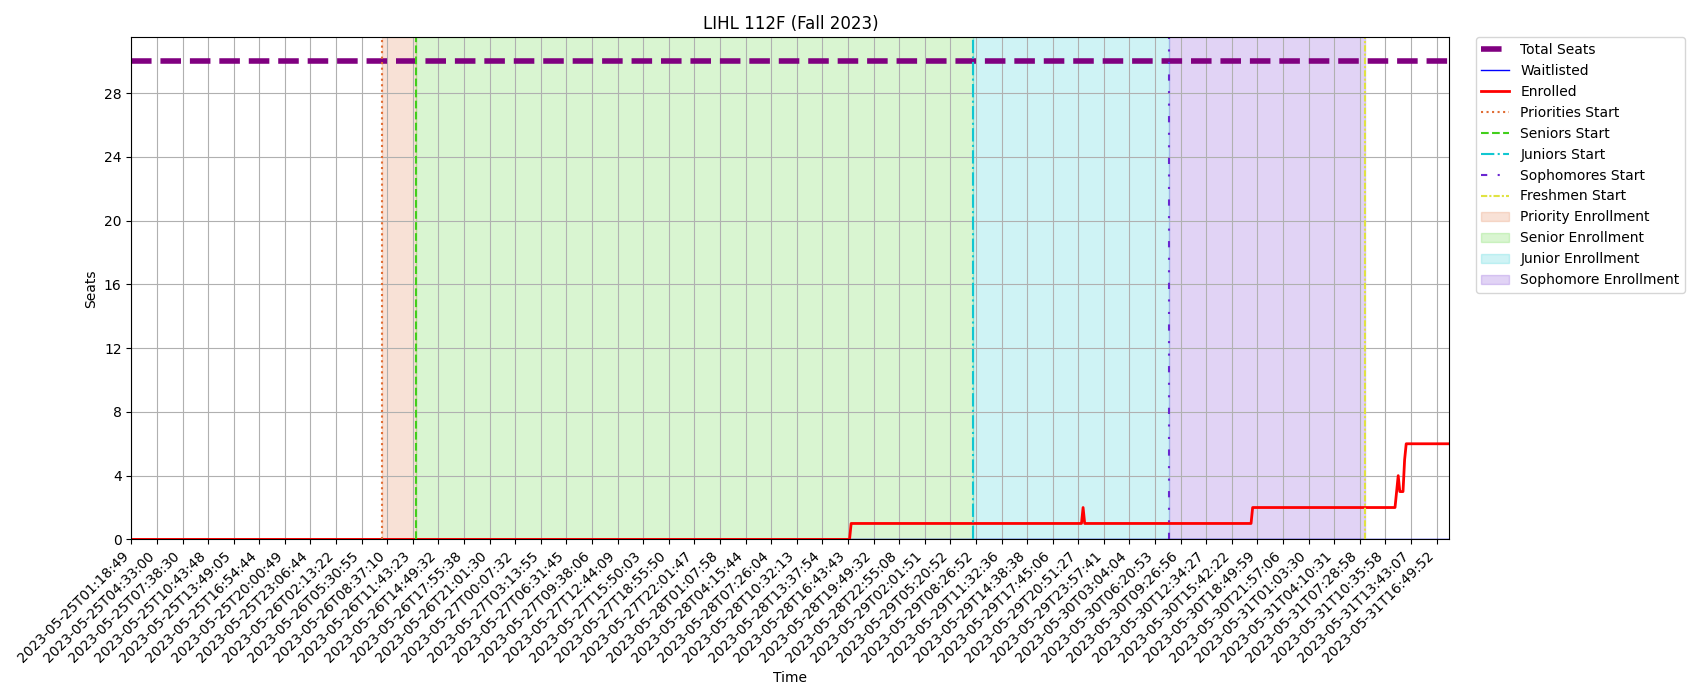 LIHL 112F (Fall 2023)
Total Seats
Waitlisted
Enrolled
Priorities Start
Seniors Start
Juniors Start
Sophomores Start
Freshmen Start
Priority Enrollment
Senior Enrollment
Junior Enrollment
Sophomore Enrollment
Seats
28
24
20
16
12
8
4
0
2023-05-25T01:18:49
2023-05-25T04:33:00
2023-05-25T07:38:30
2023-05-25T10:43:48
2023-05-25T13:49:05
2023-05-25T16:54:44
2023-05-25T20:00:49
2023-05-25T23:06:44
2023-05-26T02:13:22
2023-05-26T05:30:55
2023-05-26T08:37:10
2023-05-26T11:43:23
2023-05-26T14:49:32
2023-05-26T17:55:38
2023-05-26T21:01:30
2023-05-27T00:07:32
2023-05-27T03:13:55
2023-05-27T06:31:45
2023-05-27T09:38:06
2023-05-27T12:44:09
2023-05-27T15:50:03
2023-05-27T18:55:50
2023-05-27T22:01:47
2023-05-28T01:07:58
2023-05-28T04:15:44
2023-05-28T07:26:04
2023-05-28T10:32:13
2023-05-28T13:37:54
2023-05-28T16:43:43
2023-05-28T19:49:32
2023-05-28T22:55:08
2023-05-29T02:01:51
2023-05-29T05:20:52
2023-05-29T08:26:52
2023-05-29T11:32:36
2023-05-29T14:38:38
2023-05-29T17:45:06
2023-05-29T20:51:27
2023-05-29T23:57:41
2023-05-30T03:04:04
2023-05-30T06:20:53
2023-05-30T09:26:56
2023-05-30T12:34:27
2023-05-30T15:42:22
2023-05-30T18:49:59
2023-05-30T21:57:06
2023-05-31T01:03:30
2023-05-31T04:10:31
2023-05-31T07:28:58
2023-05-31T10:35:58
2023-05-31T13:43:07
2023-05-31T16:49:52
Time